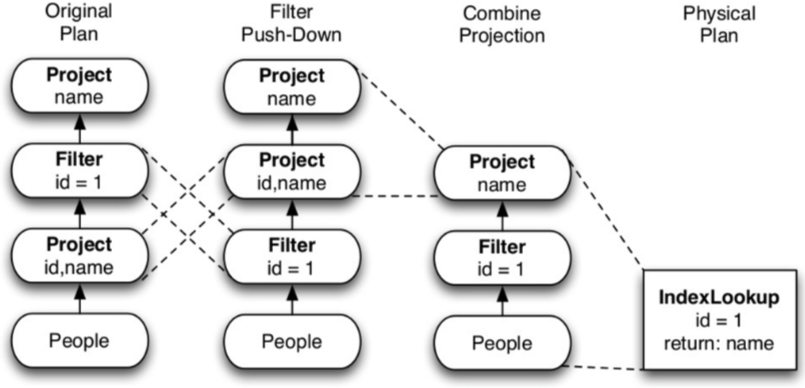 Original
Plan
Project
name
Filter
id = 1
Project
id,name
People
Filter
Push-Down
Project
name
Project
id,name
Filter
id = 1
People
Combine
Projection
Project
name
Filter
id = 1
People
Physical
Plan
IndexLookup
id = 1
return: name